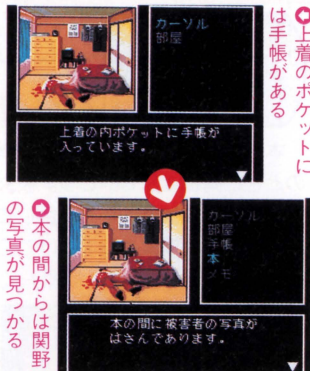 ⬆上着のポケットに
は手帳がある
カーソル
部屋
上着の内ポケットに手帳が
入っています。
▼
⬆本の間からは関野
の写真が見つかる
カーソル
部屋
手帳
本
メモ
本の間に被害者の写真が
はさんであります。
▼